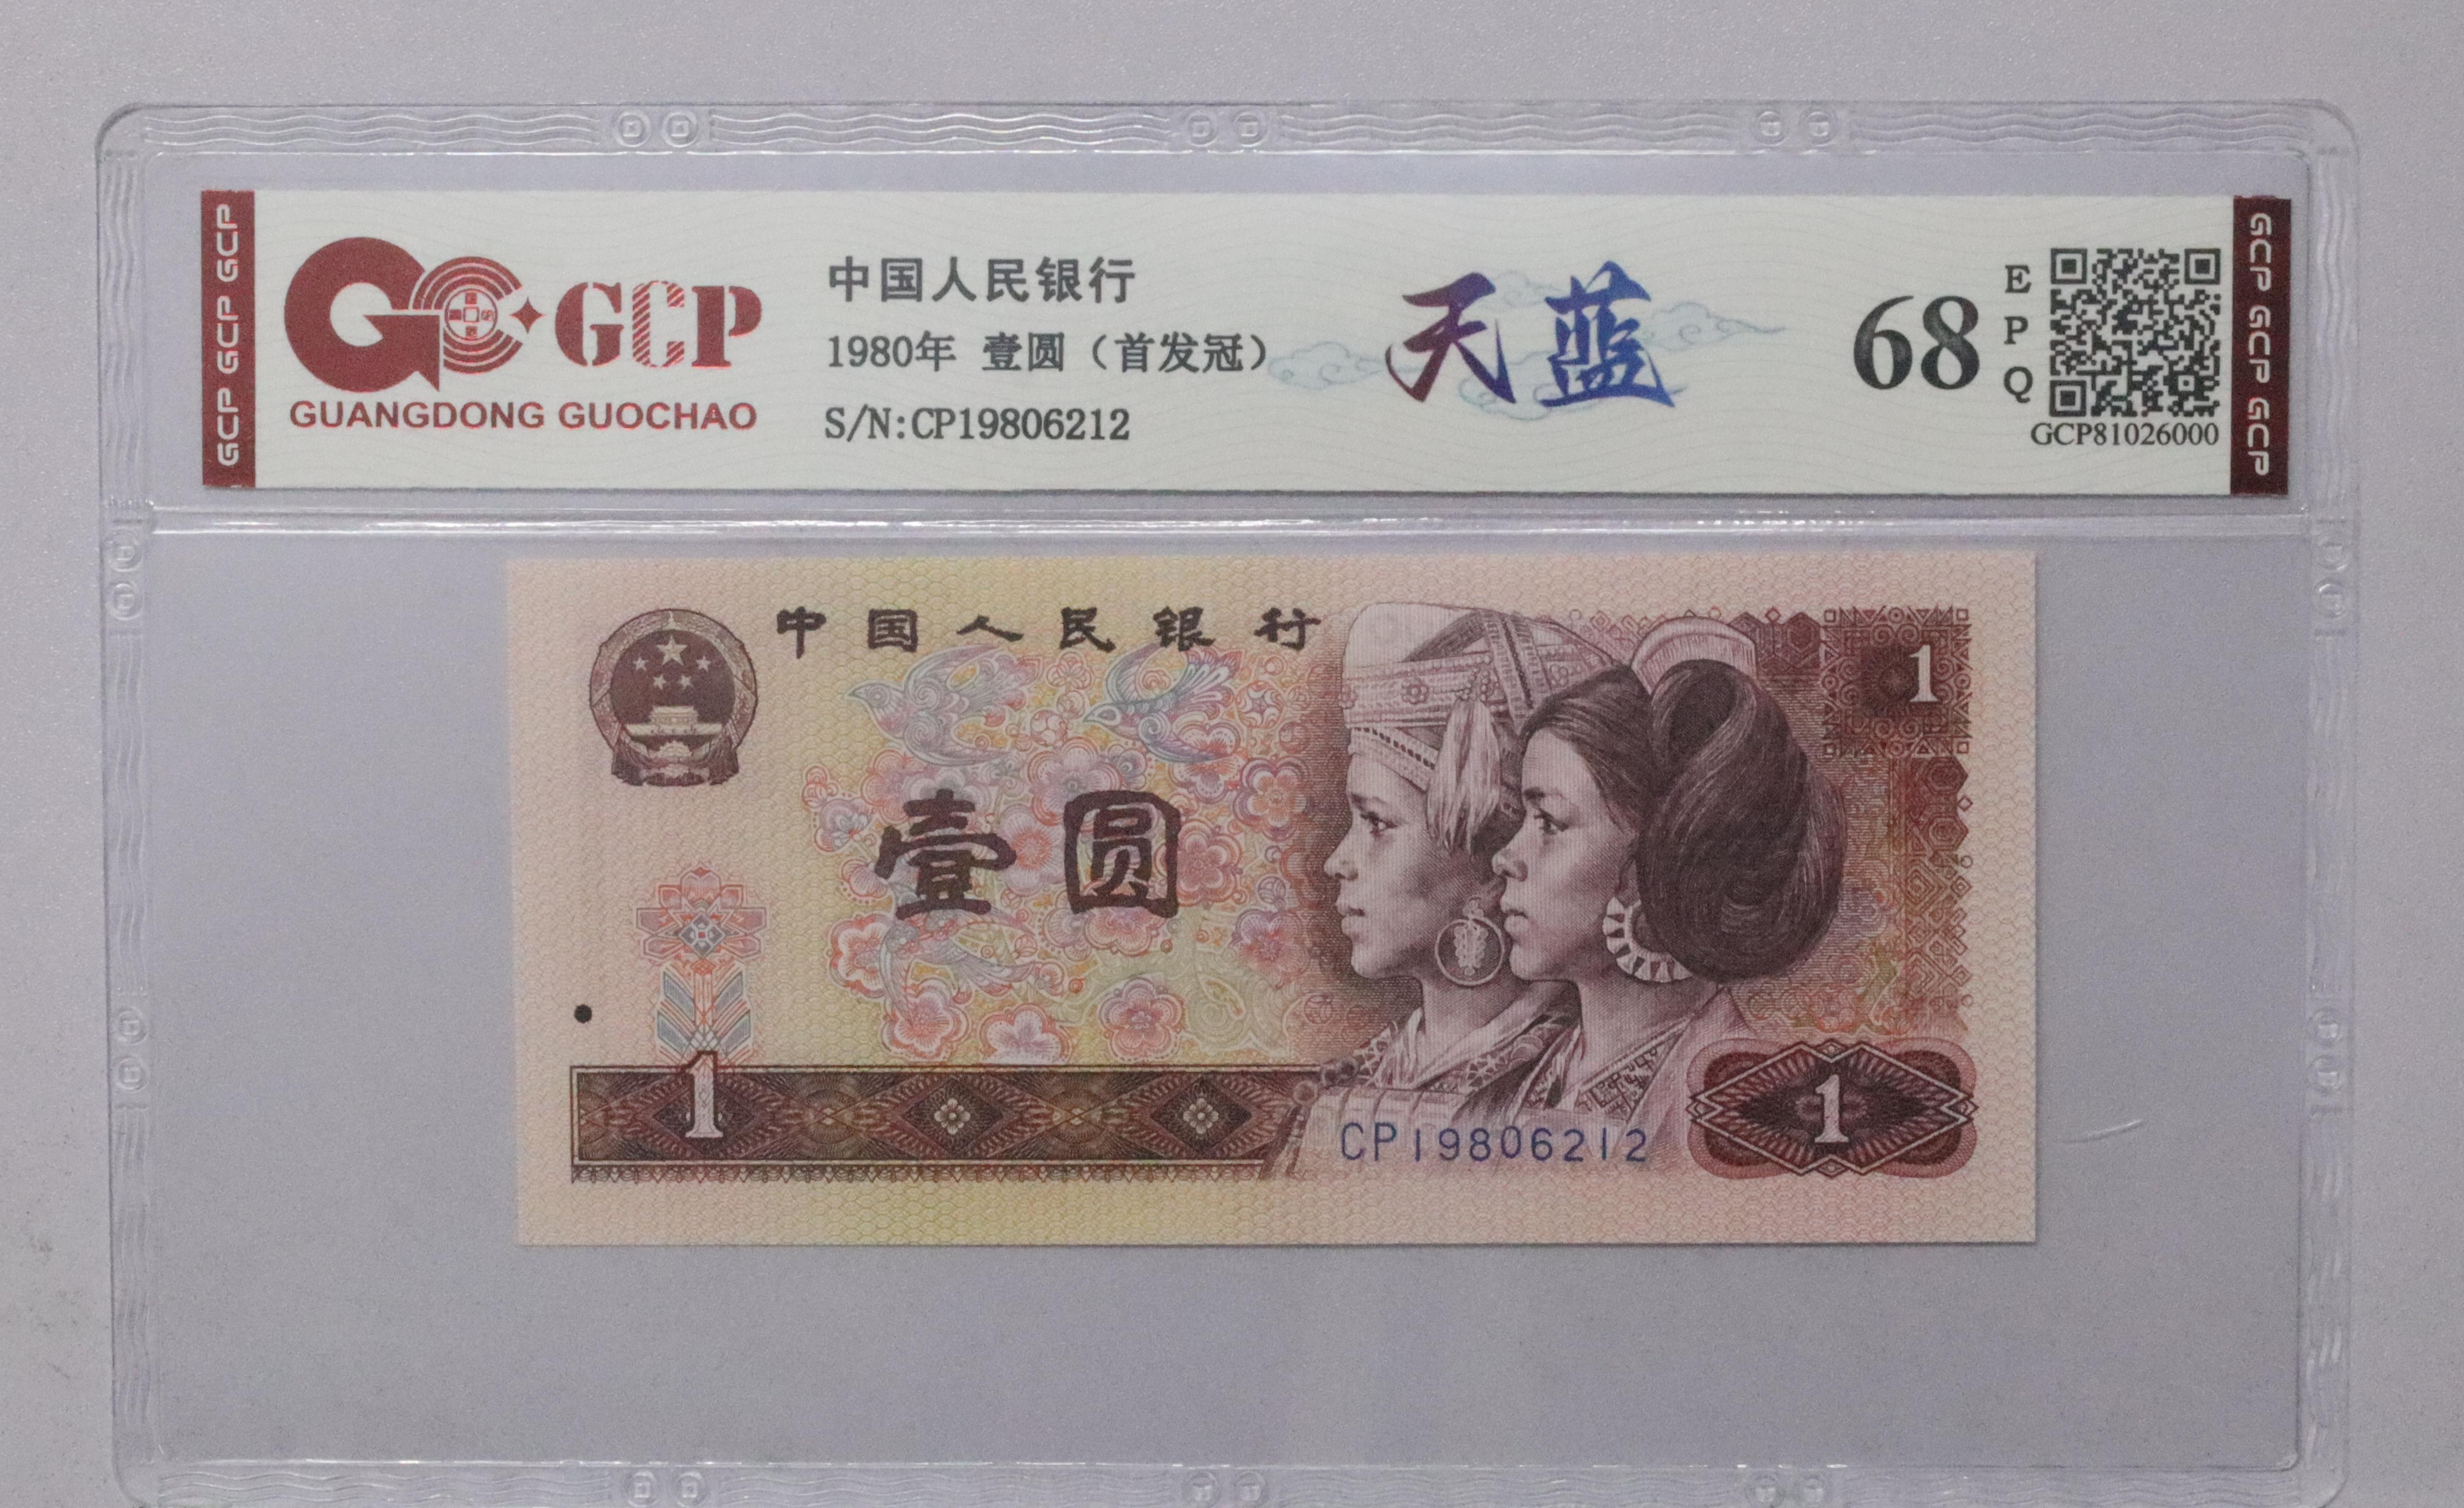 GCP GCP GCP
GCP
GUANGDONG GUOCHAO
中国人民银行
1980年 壹圆（首发冠）
S/N:CP19806212
天蓝
68
EPQ
GCP81026000
GCP GCP GCP
中国人民银行
1
壹圆
1
CP19806212
1